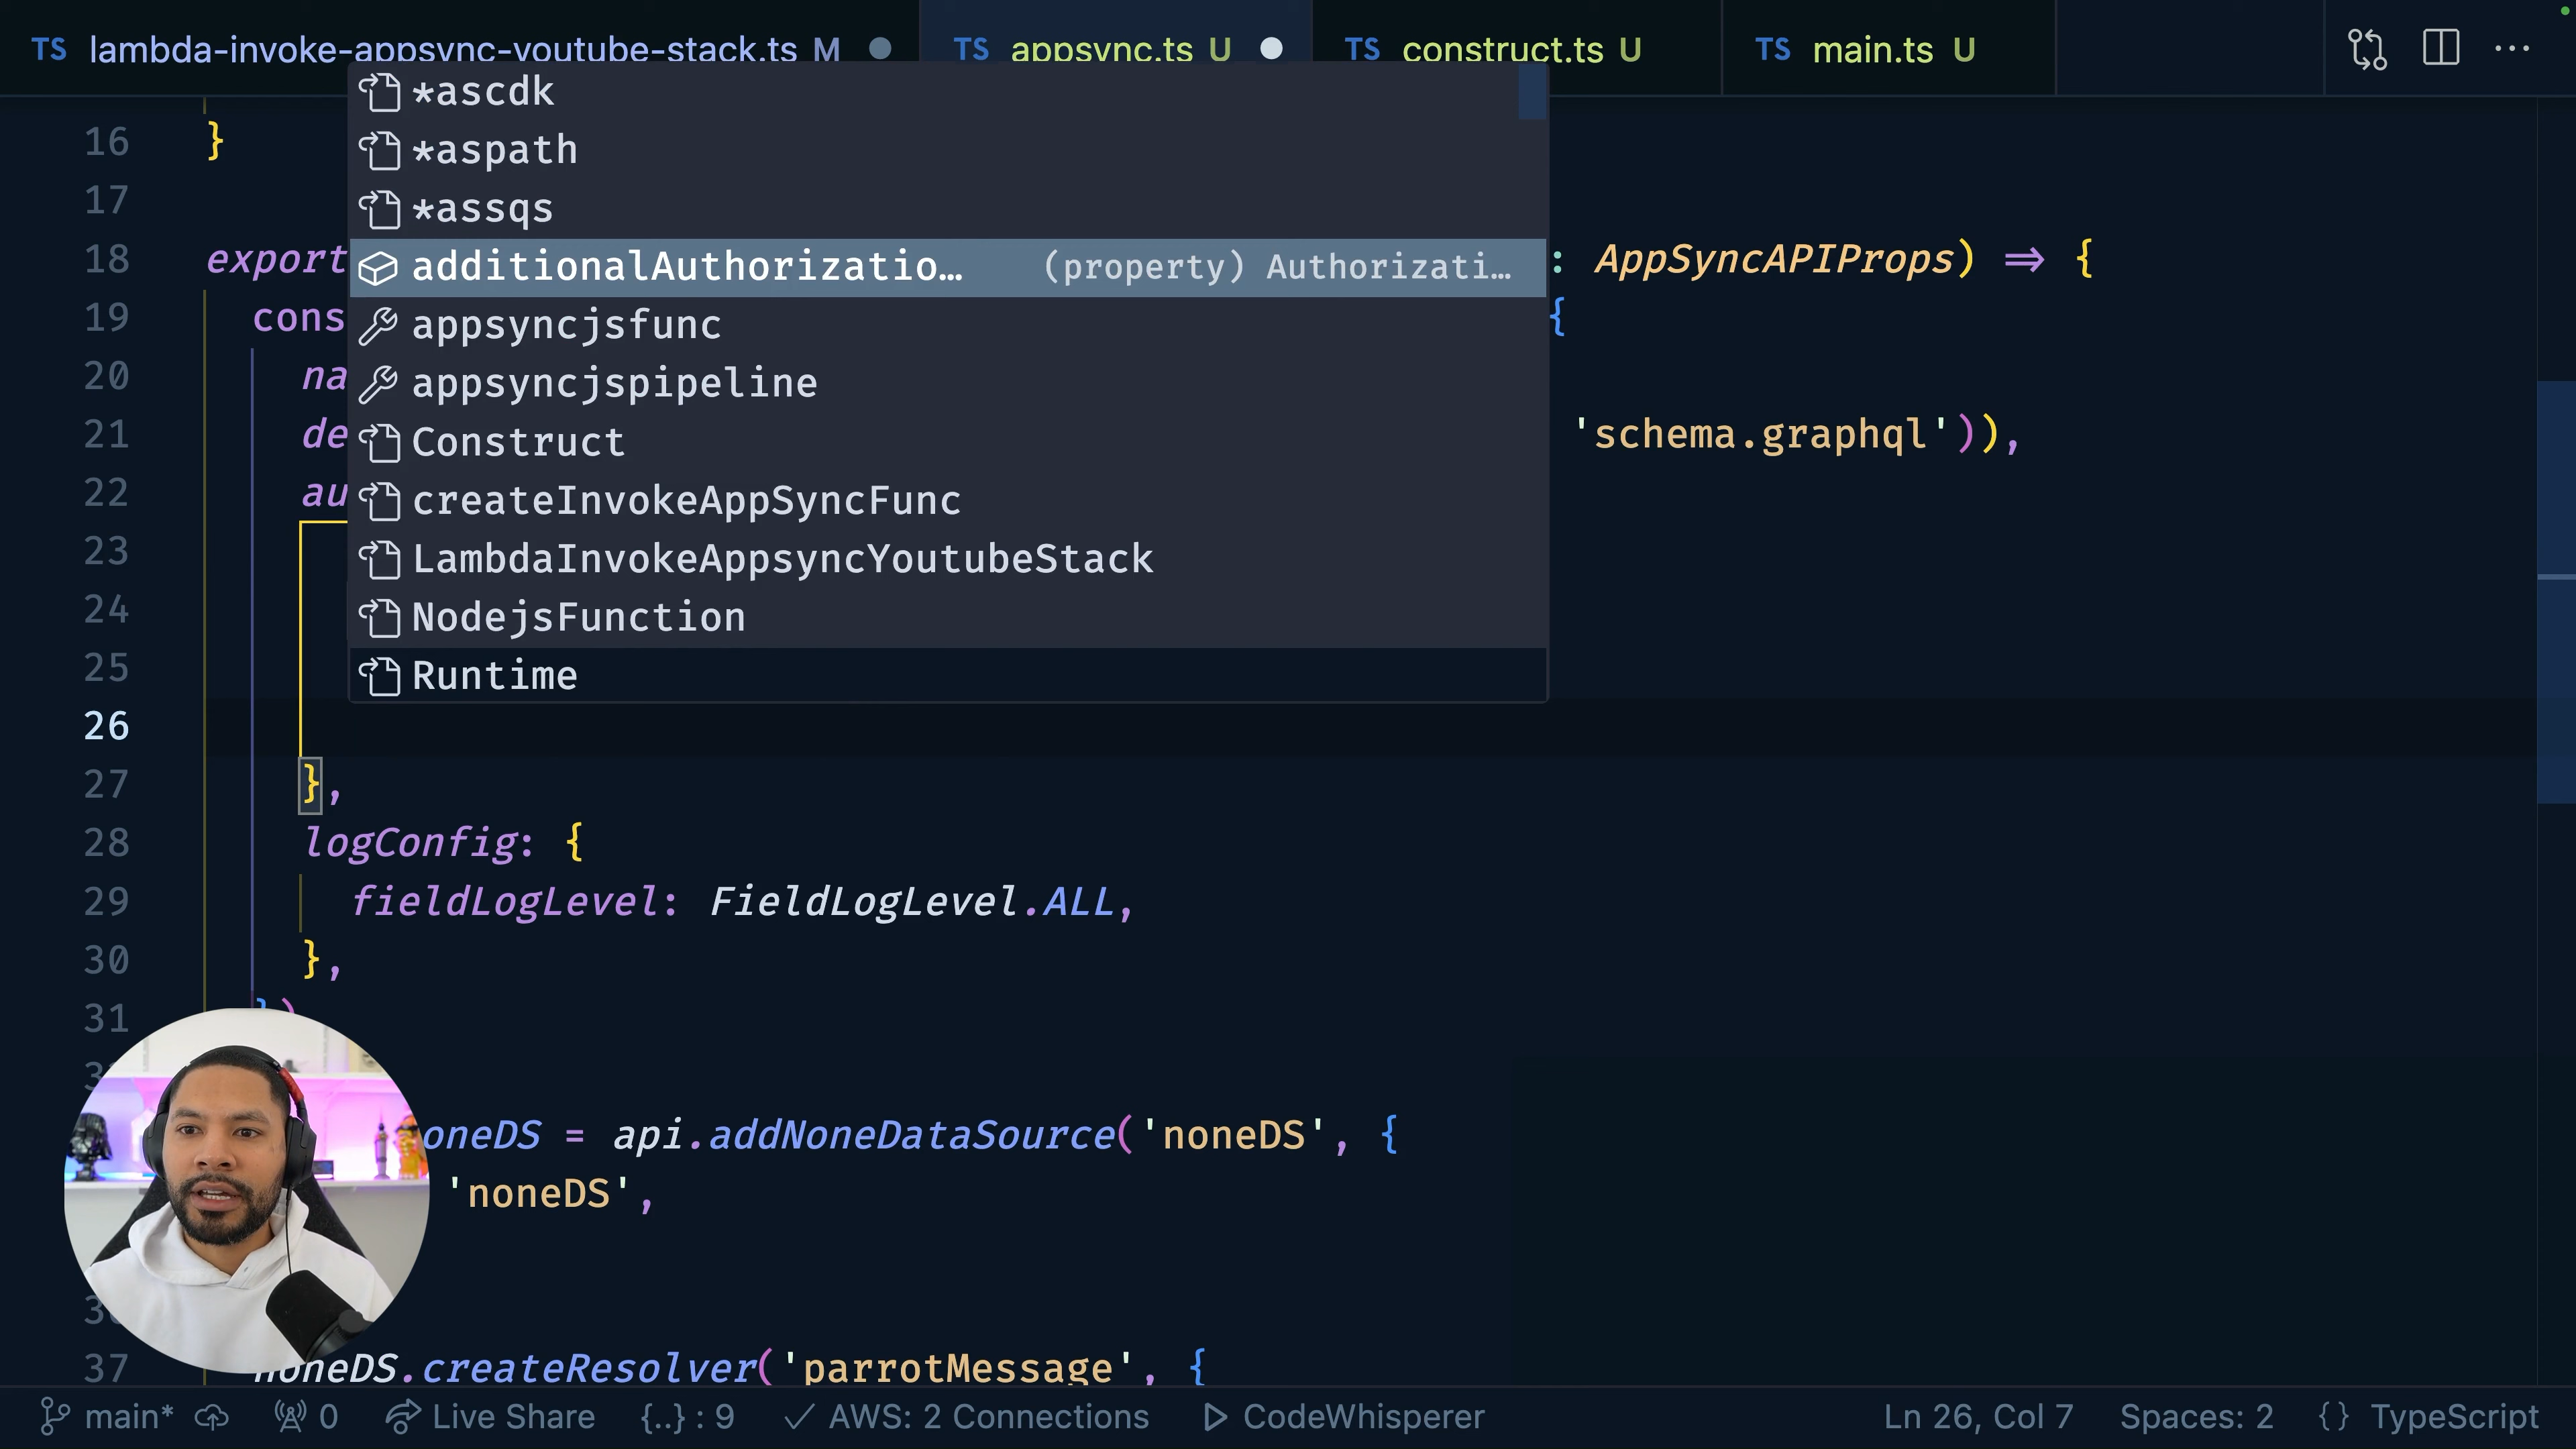 TS lambda-invoke-appsync-youtube-stack.ts M
TS appsync.ts U
TS construct.ts U
TS main.ts U
*ascdk
*aspath
*assqs
additionalAuthorizatio… (property) Authorizati…
appsyncjsfunc
appsyncjspipeline
Construct
createInvokeAppSyncFunc
LambdaInvokeAppsyncYoutubeStack
NodejsFunction
Runtime
16 }
17
18 export : AppSyncAPIProps) ⇒ {
19 cons {
20 na
21 de 'schema.graphql')),
22 au
23
24
25
26
27 },
28 logConfig: {
29 fieldLogLevel: FieldLogLevel.ALL,
30 },
31 })
oneDS = api.addNoneDataSource('noneDS', {
'noneDS',
37 noneDS.createResolver('parrotMessage', {
main* 0 Live Share {..} : 9 ✓ AWS: 2 Connections CodeWhisperer Ln 26, Col 7 Spaces: 2 {} TypeScript